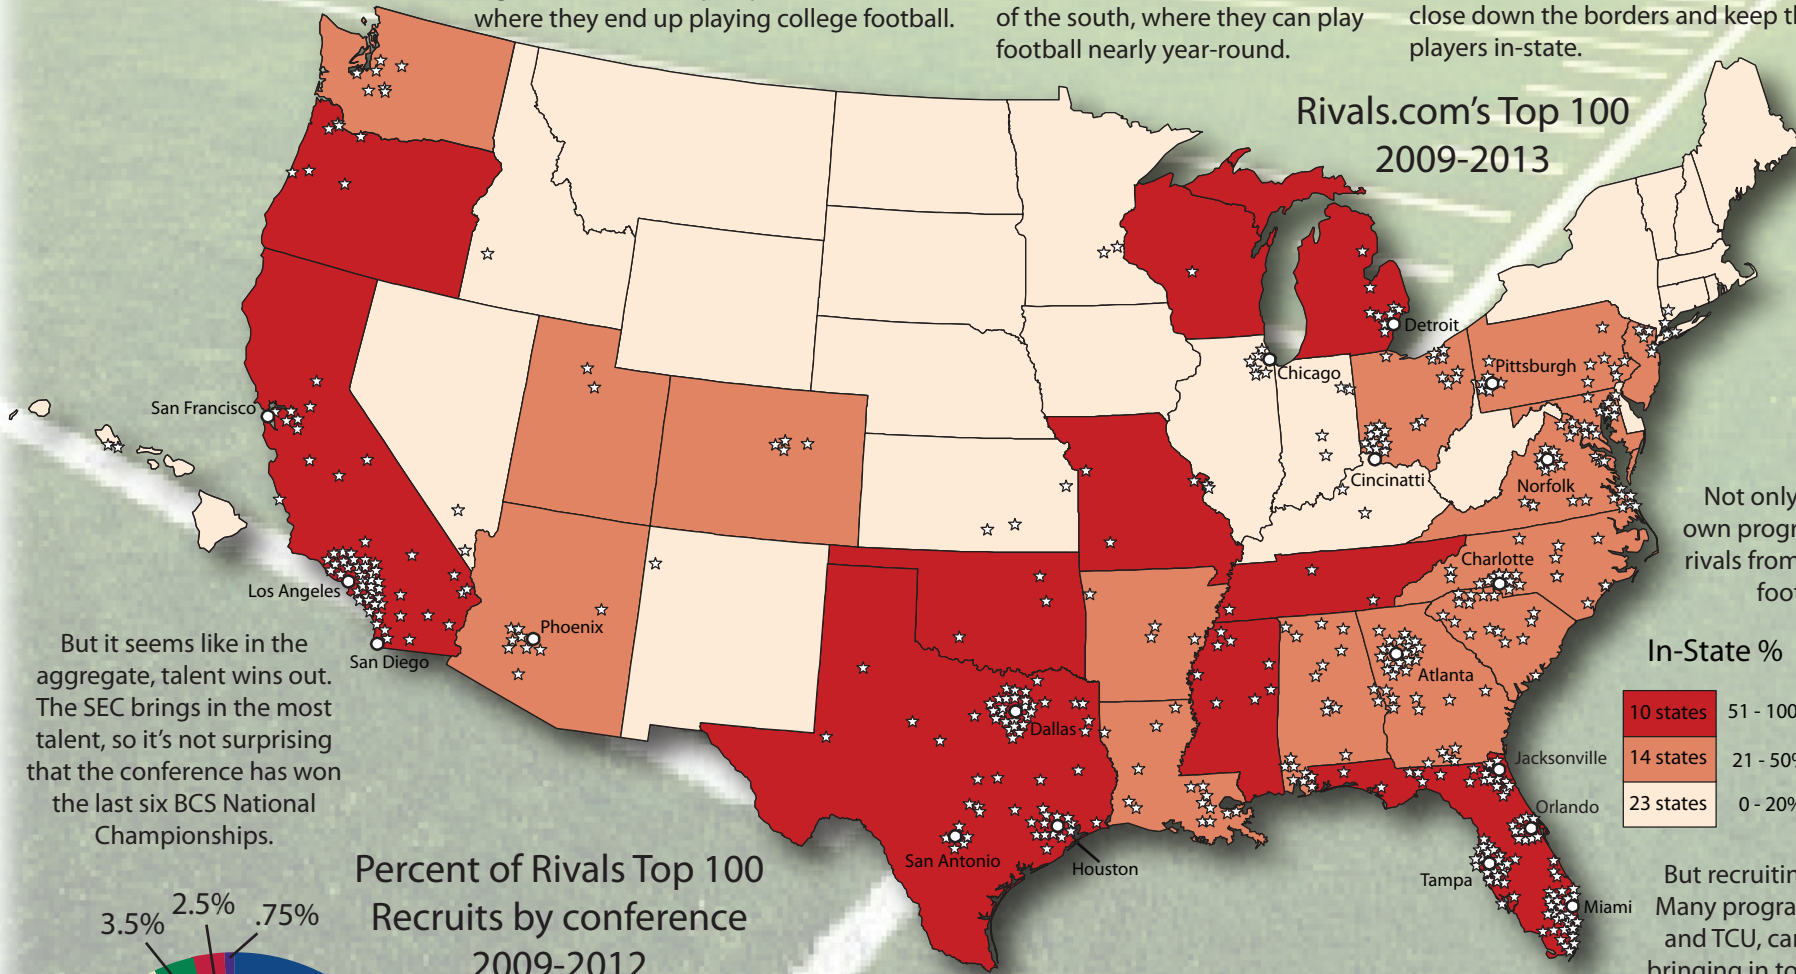 where they end up playing college football.
of the south, where they can play
football nearly year-round.
close down the borders and keep
players in-state.
Rivals.com's Top 100
2009-2013
Detroit
Chicago
Pittsburgh
San Francisco
Cincinatti
Norfolk
Not only
own
rivals from
Charlotte
Los Angeles
Phoenix
San Diego
Atlanta
But it seems like in the
aggregate, talent wins out.
The SEC brings in the most
talent, so it's not surprising
that the conference has won
the last six BCS National
Championships.
In-State %
10 states 51 - 100
14 states 21 - 50%
23 states 0 - 20%
Dallas
Jacksonville
Orlando
San Antonio
Houston
Tampa
Miami
But
Many
and TCU,
bringing in
Percent of Rivals Top 100
Recruits by conference
2009-2012
3.5%
2.5%
.75%